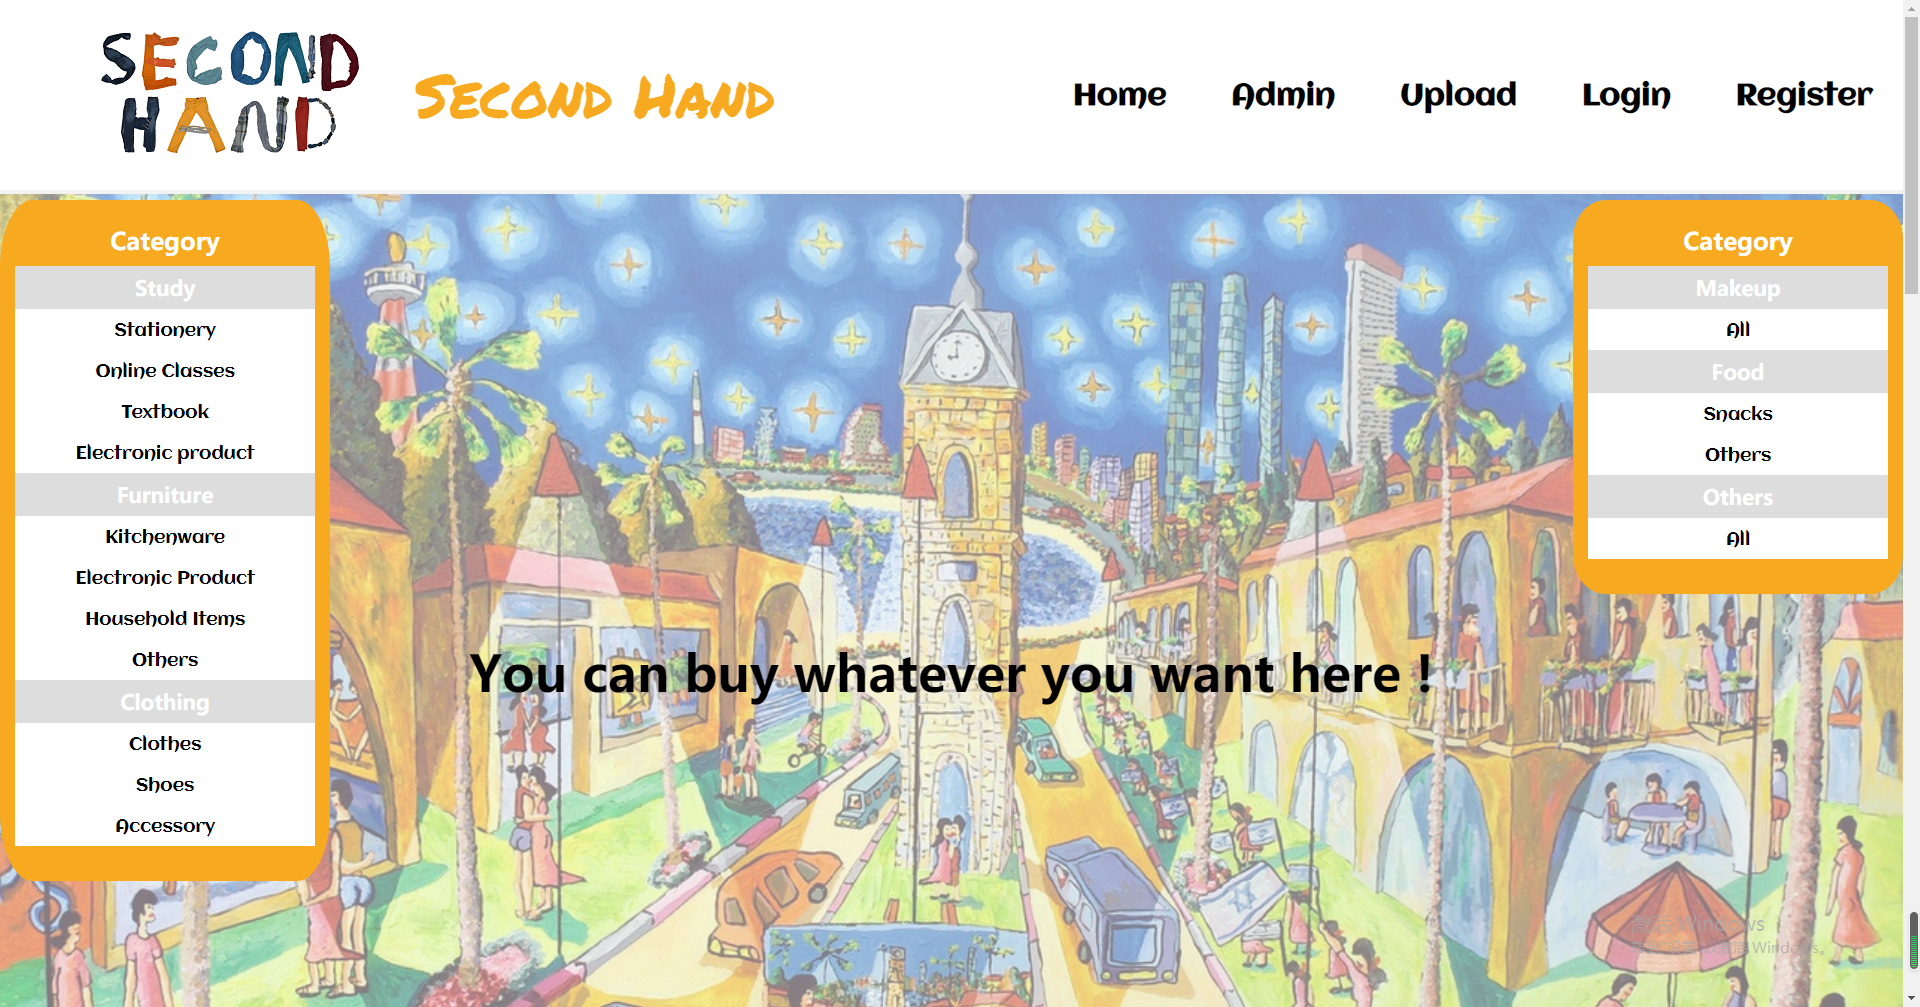 SECOND
HAND
Second Hand
Home
Admin
Upload
Login
Register
Category
Study
Stationery
Online Classes
Textbook
Electronic product
Furniture
Kitchenware
Electronic Product
Household Items
Others
Clothing
Clothes
Shoes
Accessory
Category
Makeup
All
Food
Snacks
Others
Others
All
You can buy whatever you want here !
Windows
Windows。